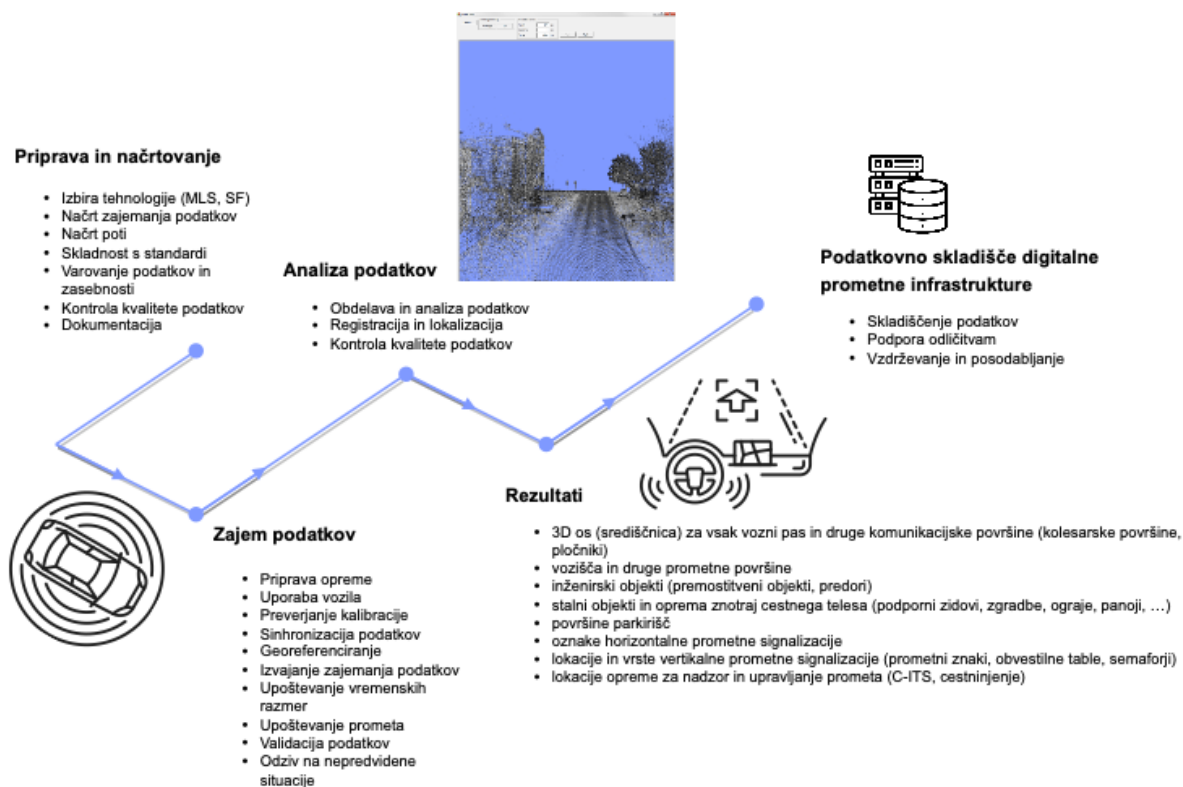 Priprava in načrtovanje
• Izbira tehnologije (MLS, SF)
• Načrt zajemanja podatkov
• Načrt poti
• Skladnost s standardi
• Varovanje podatkov in
zasebnosti
• Kontrola kvalitete podatkov
• Dokumentacija
Zajem podatkov
• Priprava opreme
• Uporaba vozila
• Preverjanje kalibracije
• Sinhronizacija podatkov
• Georeferenciranje
• Izvajanje zajemanja podatkov
• Upoštevanje vremenskih
razmer
• Upoštevanje prometa
• Validacija podatkov
• Odziv na nepredvidene
situacije
Analiza podatkov
• Obdelava in analiza podatkov
• Registracija in lokalizacija
• Kontrola kvalitete podatkov
Rezultati
• 3D os (središčnica) za vsak vozni pas in druge komunikacijske površine (kolesarske površine,
pločniki)
• vozišča in druge prometne površine
• inženirski objekti (premostitveni objekti, predori)
• stalni objekti in oprema znotraj cestnega telesa (podporni zidovi, zgradbe, ograje, panoji, …)
• površine parkirišč
• oznake horizontalne prometne signalizacije
• lokacije in vrste vertikalne prometne signalizacije (prometni znaki, obvestilne table, semaforji)
• lokacije opreme za nadzor in upravljanje prometa (C-ITS, cestninjenje)
Podatkovno skladišče digitalne
prometne infrastrukture
• Skladiščenje podatkov
• Podpora odličitvam
• Vzdrževanje in posodabljanje